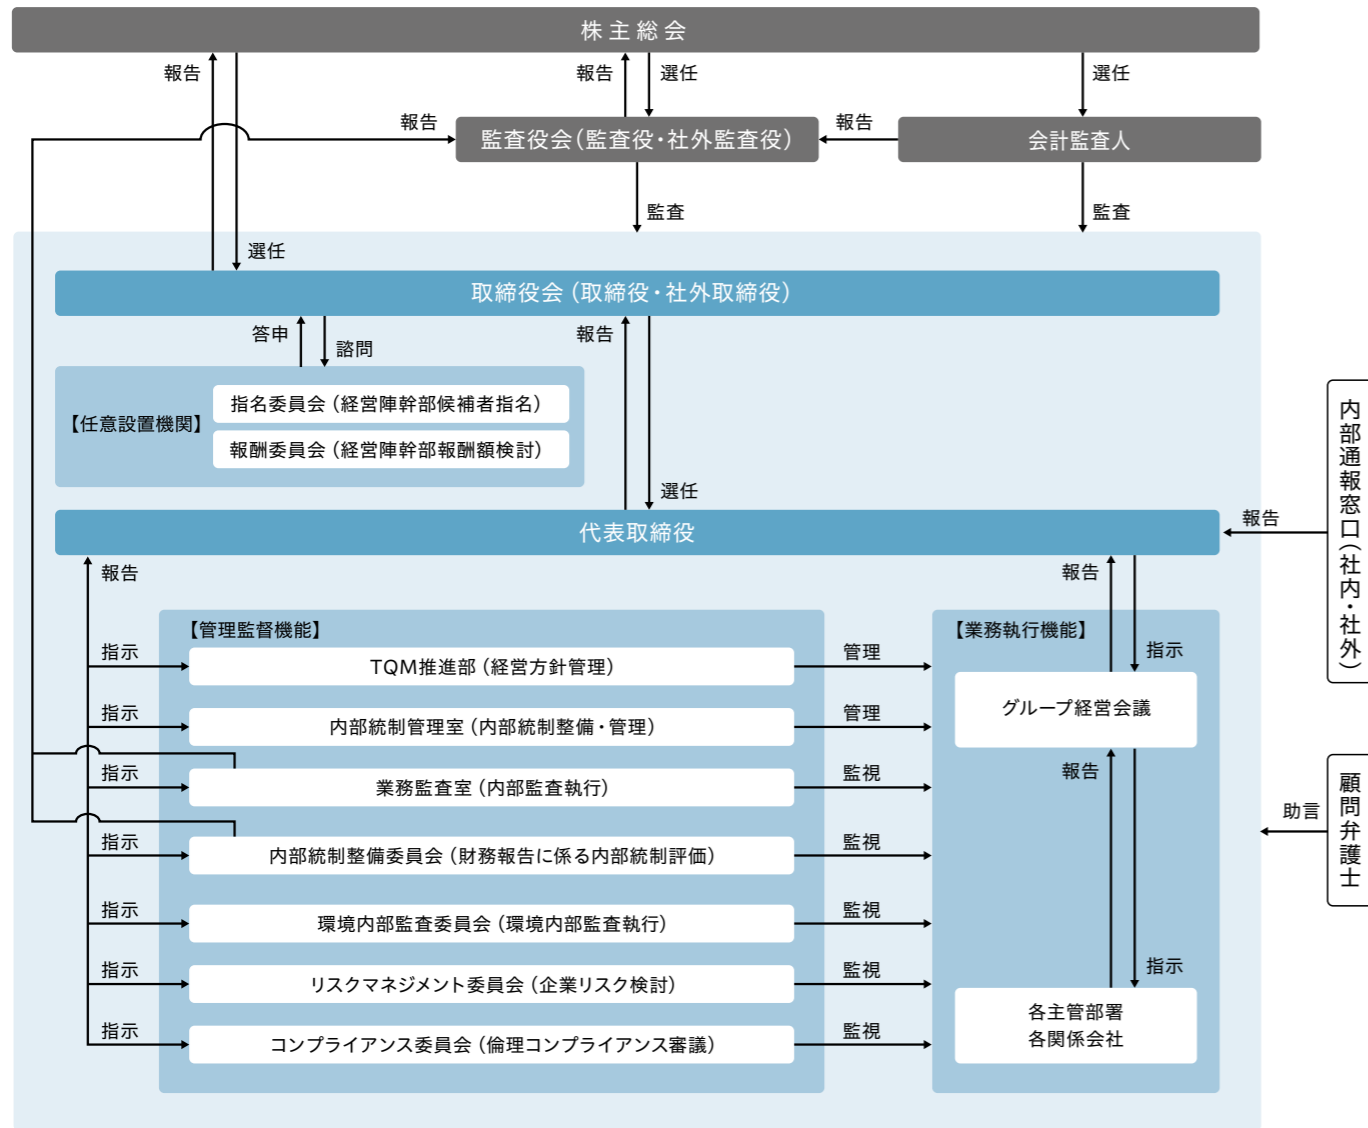 株主総会
報告
選任
報告
選任
選任
報告
監査役会(監査役・社外監査役)
報告
会計監査人
監査
監査
選任
取締役会(取締役・社外取締役)
答申
諮問
報告
【任意設置機関】
指名委員会(経営陣幹部候補者指名)
報酬委員会(経営陣幹部報酬額検討)
選任
代表取締役
報告
内部通報窓口(社内・社外)
報告
報告
指示
【管理監督機能】
【業務執行機能】
指示
TQM推進部(経営方針管理)
管理
グループ経営会議
指示
内部統制管理室(内部統制整備・管理)
管理
指示
業務監査室(内部監査執行)
監視
報告
指示
内部統制整備委員会(財務報告に係る内部統制評価)
監視
助言
顧問弁護士
指示
環境内部監査委員会(環境内部監査執行)
監視
指示
リスクマネジメント委員会(企業リスク検討)
監視
指示
各主管部署
各関係会社
指示
コンプライアンス委員会(倫理コンプライアンス審議)
監視